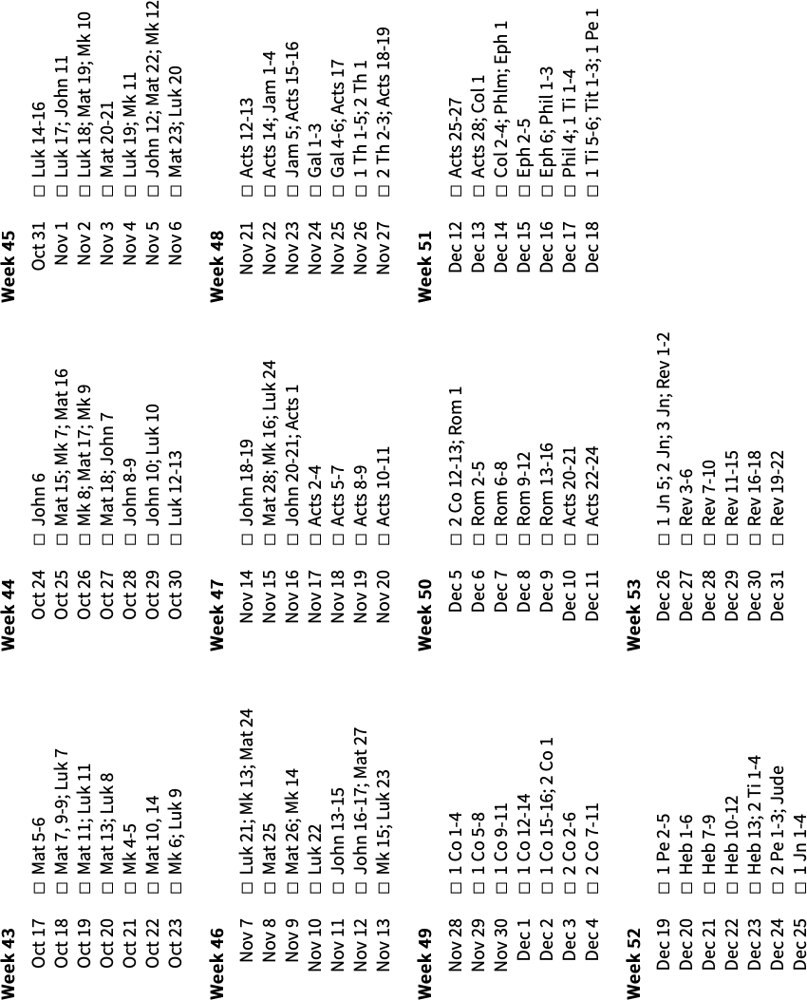 Week 43
Oct 17 □ Mat 5-6
Oct 18 □ Mat 7, 9-9; Luk 7
Oct 19 □ Mat 11; Luk 11
Oct 20 □ Mat 13; Luk 8
Oct 21 □ Mk 4-5
Oct 22 □ Mat 10, 14
Oct 23 □ Mk 6; Luk 9
Week 44
Oct 24 □ John 6
Oct 25 □ Mat 15; Mk 7; Mat 16
Oct 26 □ Mk 8; Mat 17; Mk 9
Oct 27 □ Mat 18; John 7
Oct 28 □ John 8-9
Oct 29 □ John 10; Luk 10
Oct 30 □ Luk 12-13
Week 45
Oct 31 □ Luk 14-16
Nov 1 □ Luk 17; John 11
Nov 2 □ Luk 18; Mat 19; Mk 10
Nov 3 □ Mat 20-21
Nov 4 □ Luk 19; Mk 11
Nov 5 □ John 12; Mat 22; Mk 12
Nov 6 □ Mat 23; Luk 20
Week 46
Nov 7 □ Luk 21; Mk 13; Mat 24
Nov 8 □ Mat 25
Nov 9 □ Mat 26; Mk 14
Nov 10 □ Luk 22
Nov 11 □ John 13-15
Nov 12 □ John 16-17; Mat 27
Nov 13 □ Mk 15; Luk 23
Week 47
Nov 14 □ John 18-19
Nov 15 □ Mat 28; Mk 16; Luk 24
Nov 16 □ John 20-21; Acts 1
Nov 17 □ Acts 2-4
Nov 18 □ Acts 5-7
Nov 19 □ Acts 8-9
Nov 20 □ Acts 10-11
Week 48
Nov 21 □ Acts 12-13
Nov 22 □ Acts 14; Jam 1-4
Nov 23 □ Jam 5; Acts 15-16
Nov 24 □ Gal 1-3
Nov 25 □ Gal 4-6; Acts 17
Nov 26 □ 1 Th 1-5; 2 Th 1
Nov 27 □ 2 Th 2-3; Acts 18-19
Week 49
Nov 28 □ 1 Co 1-4
Nov 29 □ 1 Co 5-8
Nov 30 □ 1 Co 9-11
Dec 1 □ 1 Co 12-14
Dec 2 □ 1 Co 15-16; 2 Co 1
Dec 3 □ 2 Co 2-6
Dec 4 □ 2 Co 7-11
Week 50
Dec 5 □ 2 Co 12-13; Rom 1
Dec 6 □ Rom 2-5
Dec 7 □ Rom 6-8
Dec 8 □ Rom 9-12
Dec 9 □ Rom 13-16
Dec 10 □ Acts 20-21
Dec 11 □ Acts 22-24
Week 51
Dec 12 □ Acts 25-27
Dec 13 □ Acts 28; Col 1
Dec 14 □ Col 2-4; Phlm; Eph 1
Dec 15 □ Eph 2-5
Dec 16 □ Eph 6; Phil 1-3
Dec 17 □ Phil 4; 1 Ti 1-4
Dec 18 □ 1 Ti 5-6; Tit 1-3; 1 Pe 1
Week 52
Dec 19 □ 1 Pe 2-5
Dec 20 □ Heb 1-6
Dec 21 □ Heb 7-9
Dec 22 □ Heb 10-12
Dec 23 □ Heb 13; 2 Ti 1-4
Dec 24 □ 2 Pe 1-3; Jude
Dec 25 □ 1 Jn 1-4
Week 53
Dec 26 □ 1 Jn 5; 2 Jn; 3 Jn; Rev 1-2
Dec 27 □ Rev 3-6
Dec 28 □ Rev 7-10
Dec 29 □ Rev 11-15
Dec 30 □ Rev 16-18
Dec 31 □ Rev 19-22